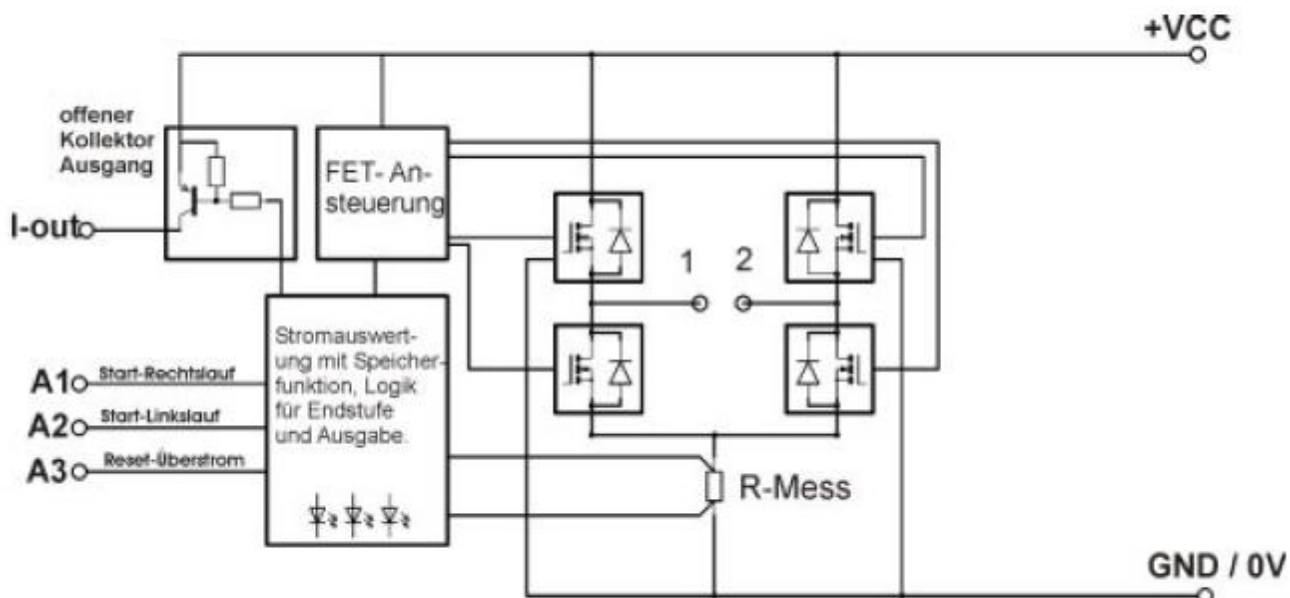 +VCC
offener
Kollektor
Ausgang
FET- An-
steuerung
I-out
1 2
Stromauswert-
ung mit Speicher-
funktion, Logik
für Endstufe
und Ausgabe.
A1 Start-Rechtslauf
A2 Start-Linkslauf
A3 Reset-Überstrom
R-Mess
GND / 0V